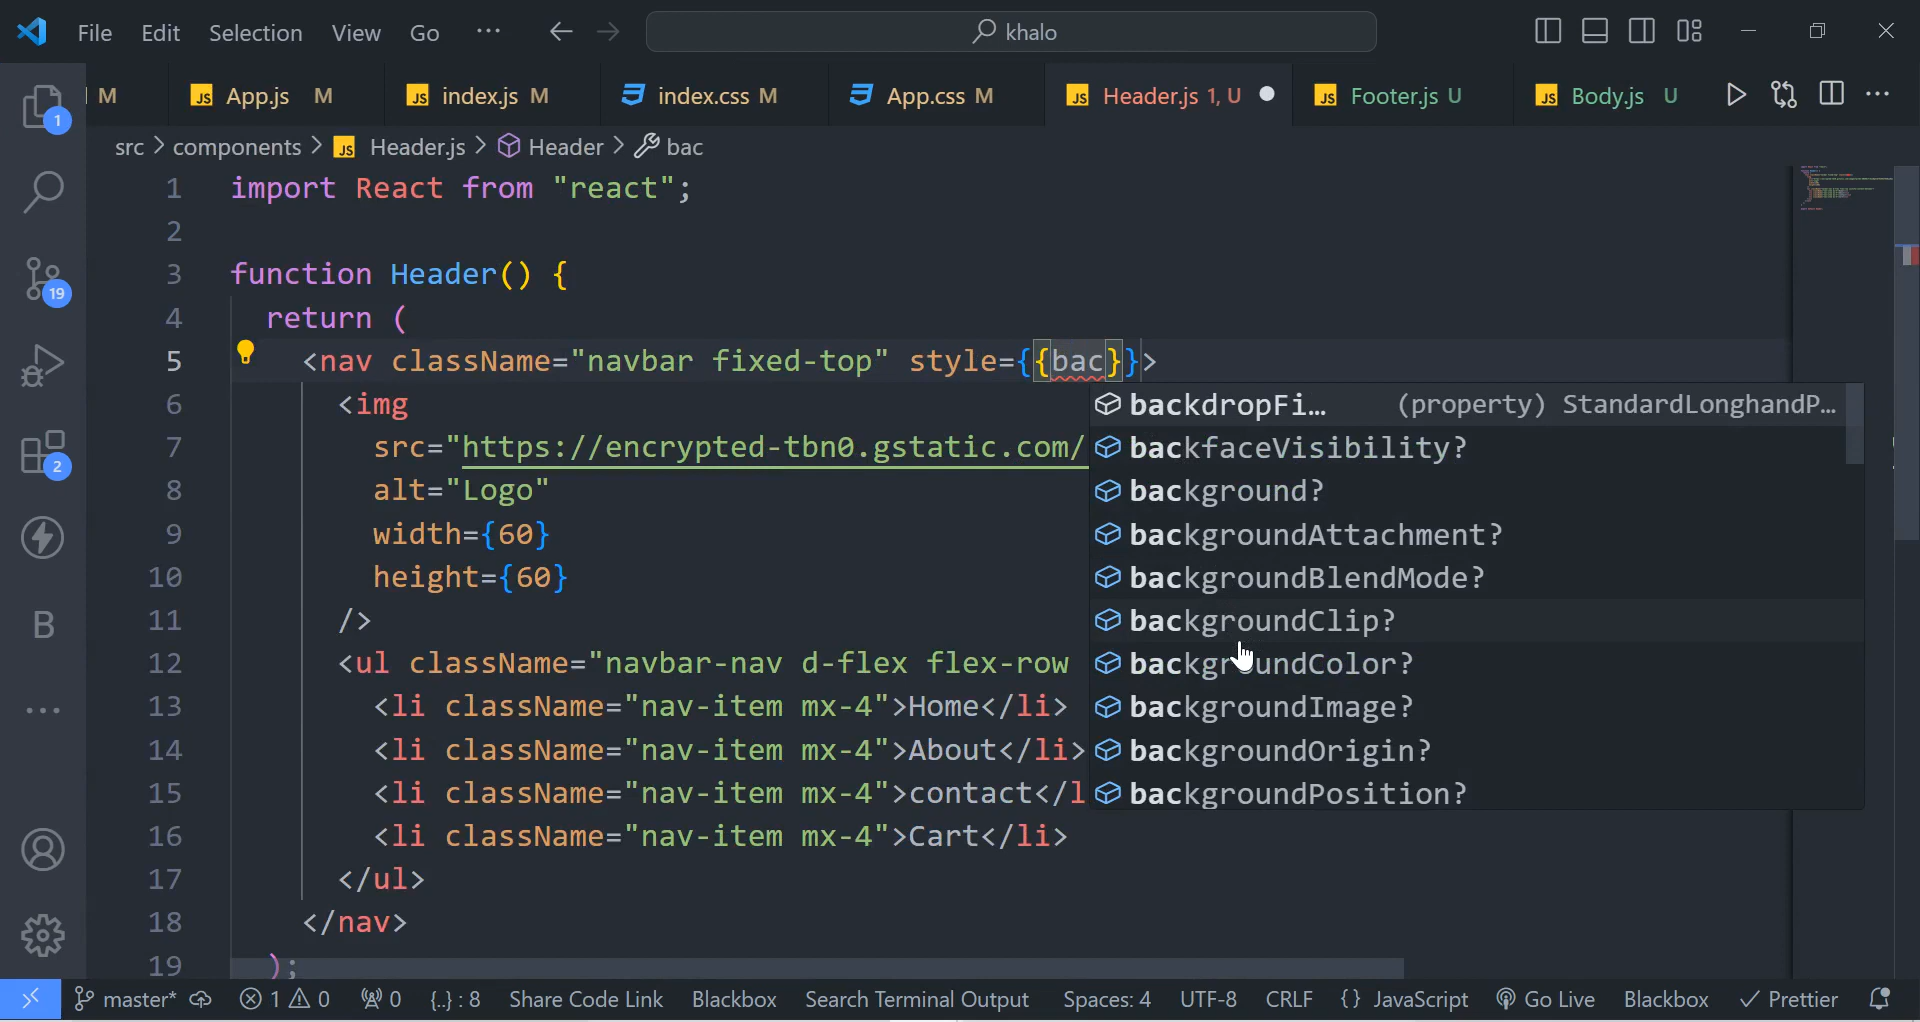 File Edit Selection View Go ··· khalo
M App.js M index.js M index.css M App.css M Header.js 1, U Footer.js U Body.js U
src > components > JS Header.js > Header > bac
1 import React from "react";
2
3 function Header() {
4 return (
5 <nav className="navbar fixed-top" style={{bac}}>
6 <img
7 src="https://encrypted-tbn0.gstatic.com/
8 alt="Logo"
9 width={60}
10 height={60}
11 />
12 <ul className="navbar-nav d-flex flex-row
13 <li className="nav-item mx-4">Home</li>
14 <li className="nav-item mx-4">About</li>
15 <li className="nav-item mx-4">contact</l
16 <li className="nav-item mx-4">Cart</li>
17 </ul>
18 </nav>
19 );
backdropFi… (property) StandardLonghandP…
backfaceVisibility?
background?
backgroundAttachment?
backgroundBlendMode?
backgroundClip?
backgroundColor?
backgroundImage?
backgroundOrigin?
backgroundPosition?
1
19
2
B
master* 1 0 0 {..} : 8 Share Code Link Blackbox Search Terminal Output Spaces: 4 UTF-8 CRLF {} JavaScript Go Live Blackbox Prettier